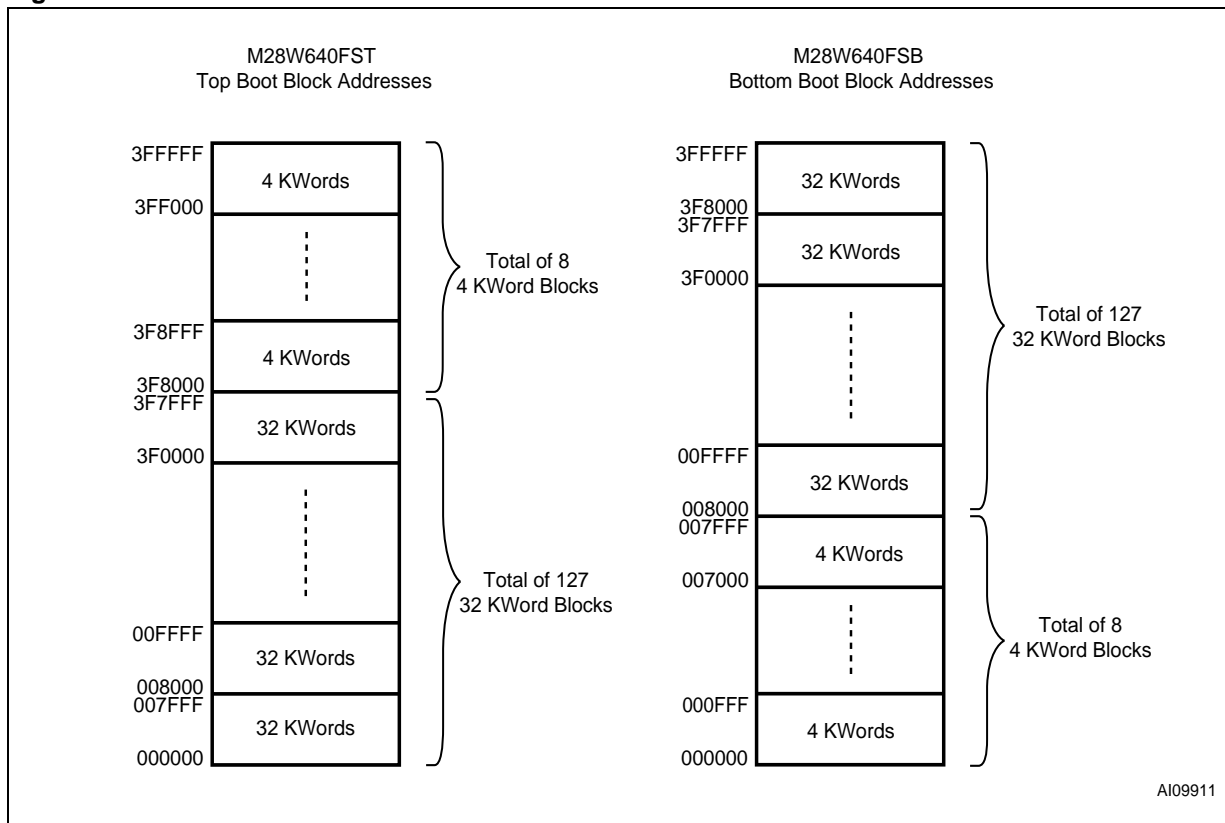 M28W640FST
Top Boot Block Addresses
3FFFFF
4 KWords
3FF000
Total of 8
4 KWord Blocks
3F8FFF
4 KWords
3F8000
3F7FFF
32 KWords
3F0000
Total of 127
32 KWord Blocks
00FFFF
32 KWords
008000
007FFF
32 KWords
000000
M28W640FSB
Bottom Boot Block Addresses
3FFFFF
32 KWords
3F8000
3F7FFF
32 KWords
3F0000
Total of 127
32 KWord Blocks
00FFFF
32 KWords
008000
007FFF
4 KWords
007000
Total of 8
4 KWord Blocks
000FFF
4 KWords
000000
AI09911